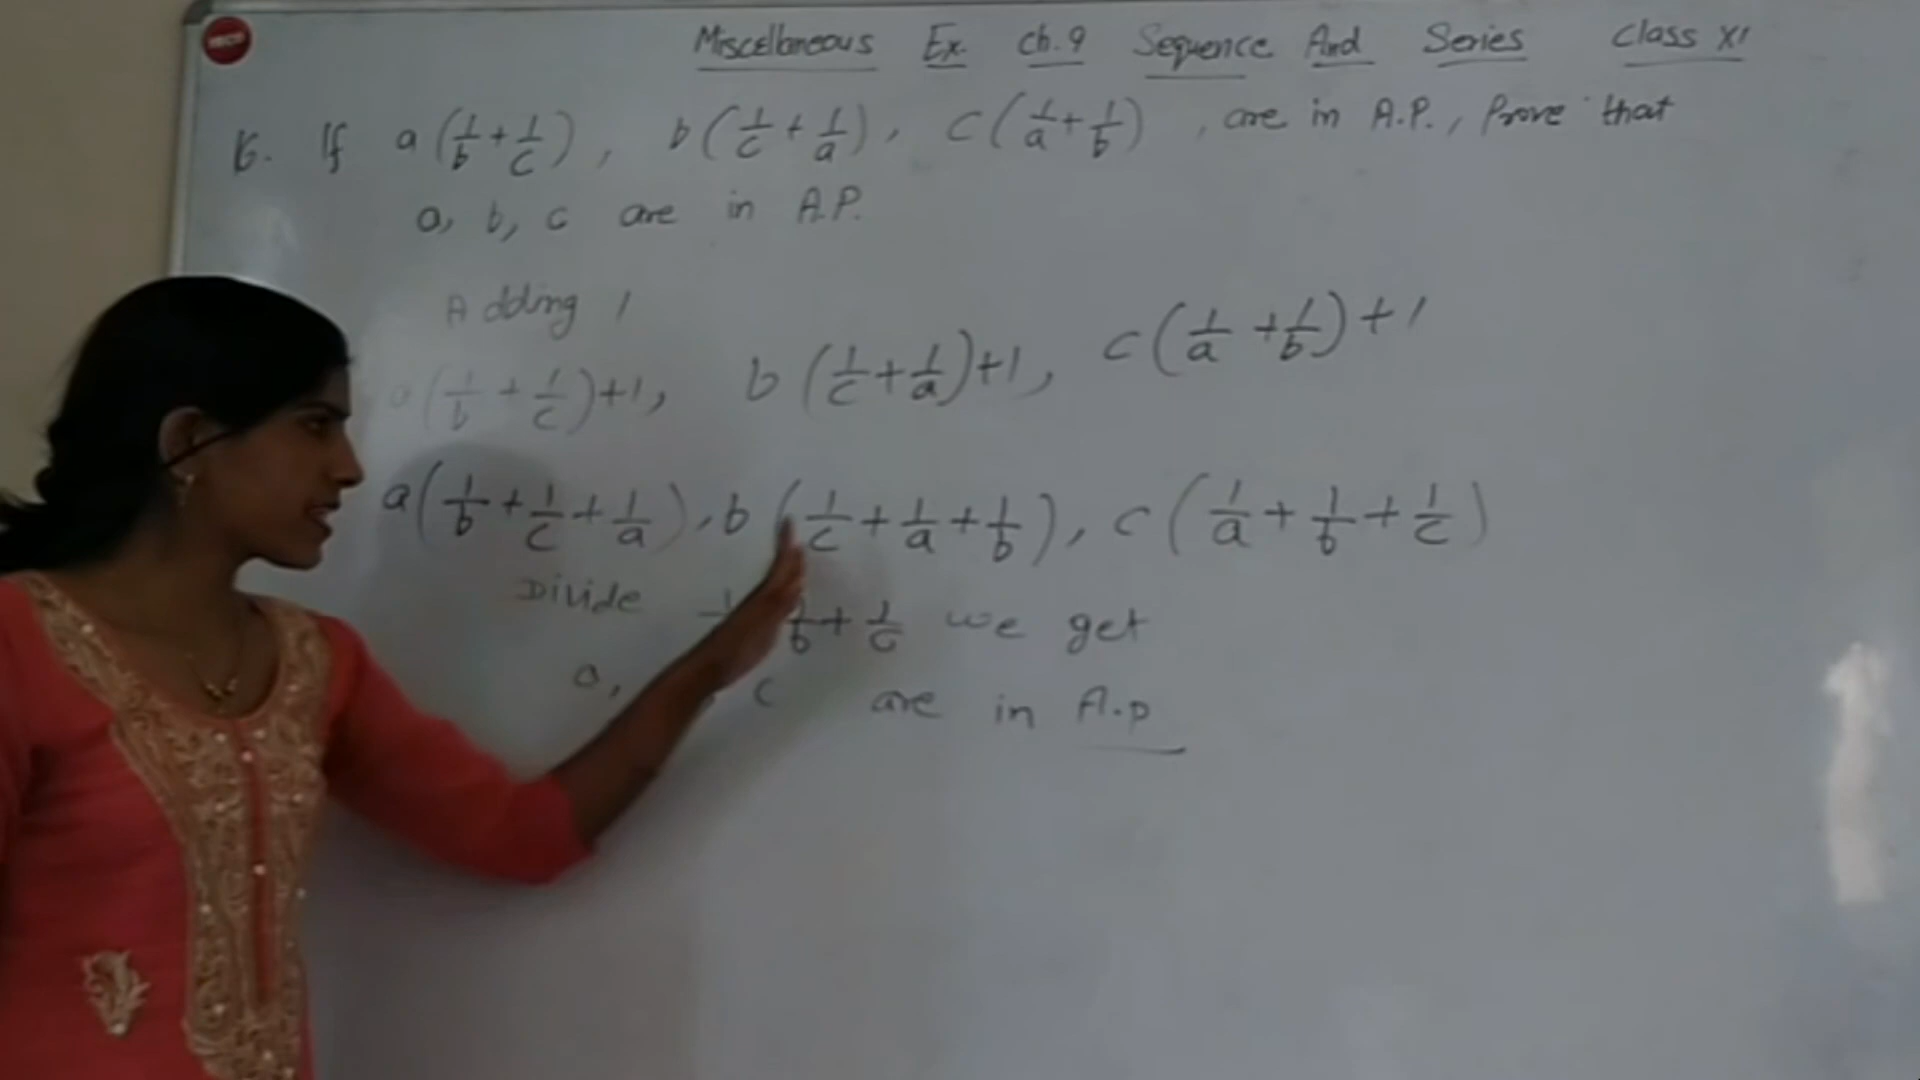 Miscellaneous Ex. Ch.9 Sequence And Series Class XI
16. If a(1/b + 1/c), b(1/c + 1/a), c(1/a + 1/b), are in A.P., Prove that
a, b, c are in A.P.
Adding 1
a(1/b + 1/c)+1, b(1/c + 1/a)+1, c(1/a + 1/b)+1
a(1/b + 1/c + 1/a), b(1/c + 1/a + 1/b), c(1/a + 1/b + 1/c)
Divide 1/b + 1/c we get
a, c are in A.P